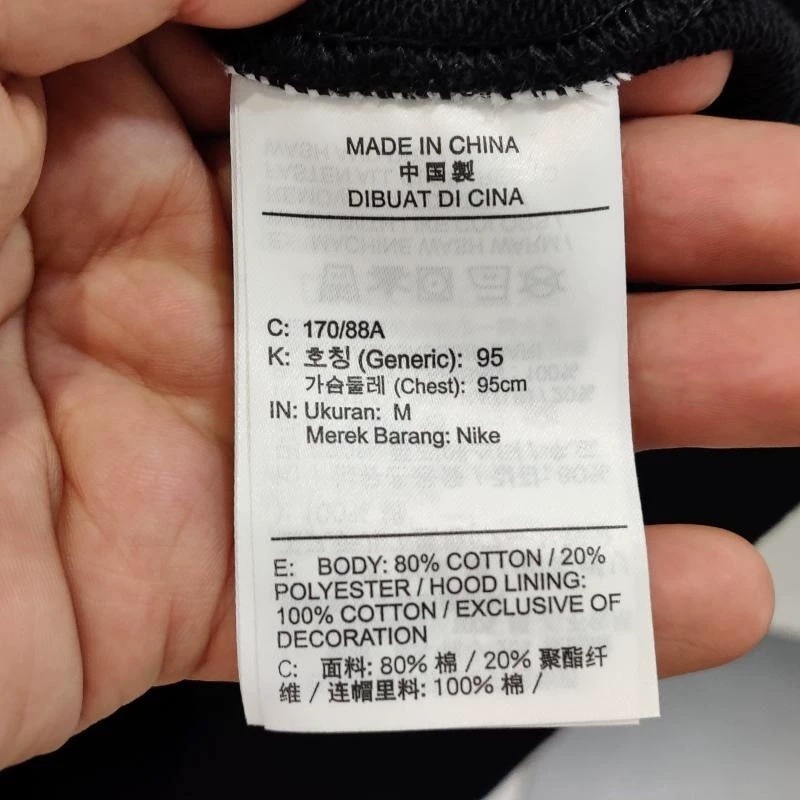 MADE IN CHINA
中国製
DIBUAT DI CINA
C: 170/88A
K: 호칭 (Generic): 95
가슴둘레 (Chest): 95cm
IN: Ukuran: M
Merek Barang: Nike
E: BODY: 80% COTTON / 20%
POLYESTER / HOOD LINING:
100% COTTON / EXCLUSIVE OF
DECORATION
C: 面料: 80% 棉 / 20% 聚酯纤
维 / 连帽里料: 100% 棉 /